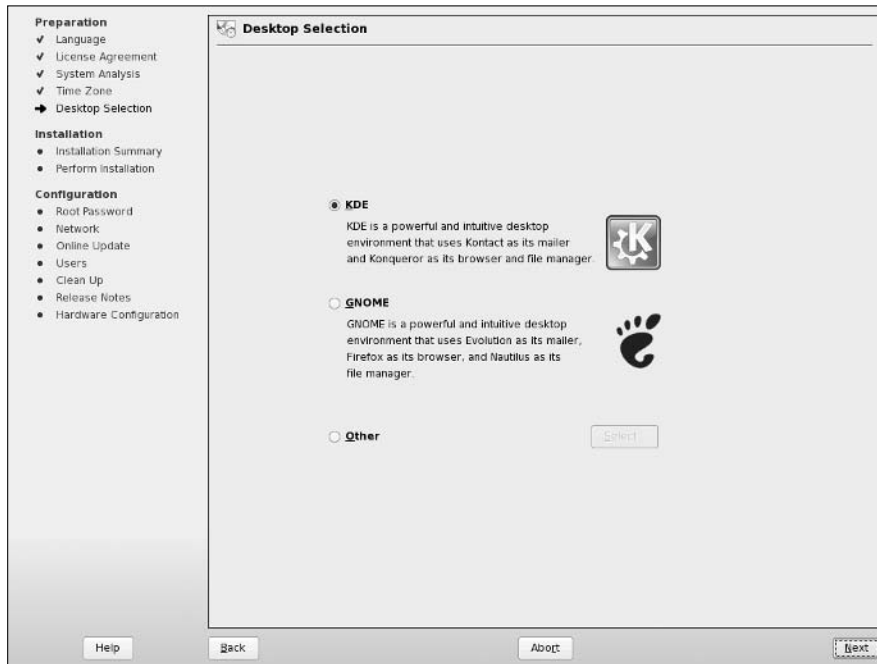 Preparation
Language
License Agreement
System Analysis
Time Zone
Desktop Selection
Installation
Installation Summary
Perform Installation
Configuration
Root Password
Network
Online Update
Users
Clean Up
Release Notes
Hardware Configuration
Desktop Selection
KDE
KDE is a powerful and intuitive desktop
environment that uses Kontact as its mailer
and Konqueror as its browser and file manager.
GNOME
GNOME is a powerful and intuitive desktop
environment that uses Evolution as its mailer,
Firefox as its browser, and Nautilus as its
file manager.
Other
Select...
Help
Back
Abort
Next